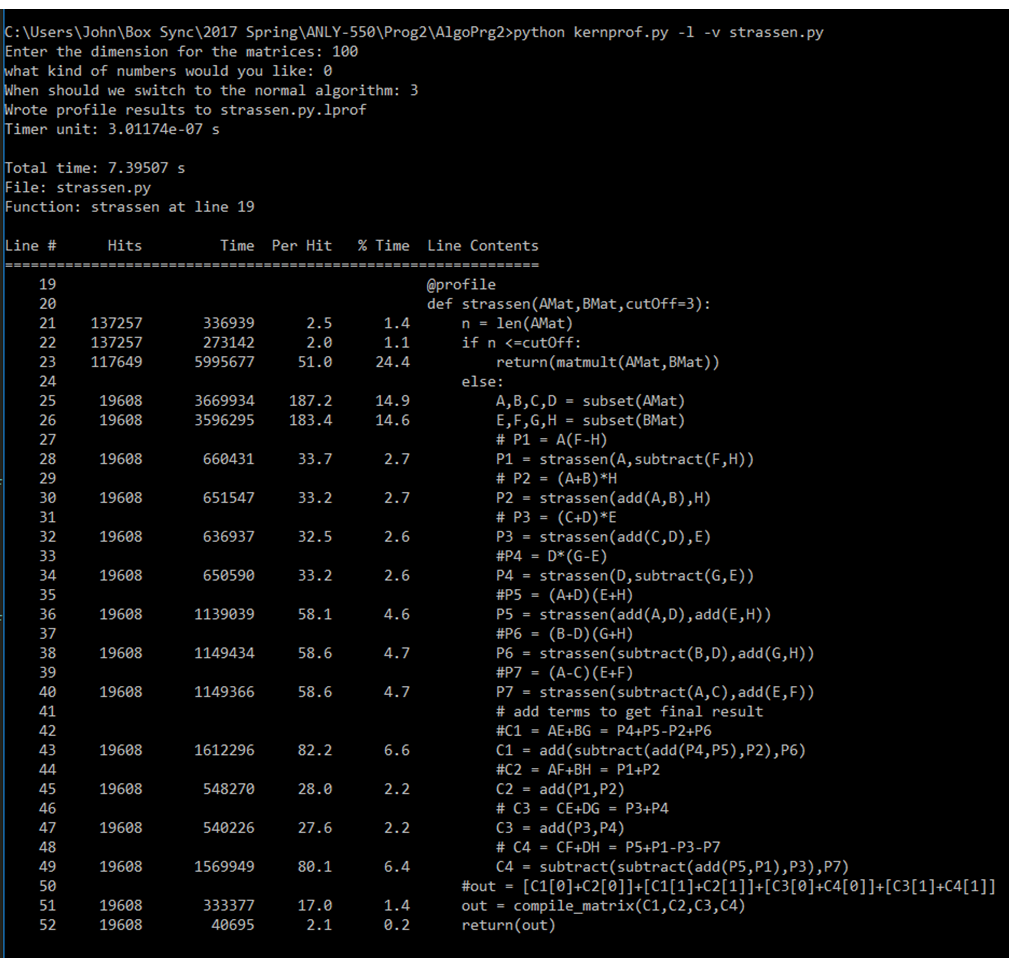 C:\Users\John\Box Sync\2017 Spring\ANLY-550\Prog2\AlgoPrg2>python kernprof.py -l -v strassen.py
Enter the dimension for the matrices: 100
what kind of numbers would you like: 0
When should we switch to the normal algorithm: 3
Wrote profile results to strassen.py.lprof
Timer unit: 3.01174e-07 s

Total time: 7.39507 s
File: strassen.py
Function: strassen at line 19

Line #      Hits         Time  Per Hit   % Time  Line Contents
==============================================================
    19                                           @profile
    20                                           def strassen(AMat,BMat,cutOff=3):
    21    137257       336939      2.5      1.4      n = len(AMat)
    22    137257       273142      2.0      1.1      if n <=cutOff:
    23    117649      5995677     51.0     24.4          return(matmult(AMat,BMat))
    24                                               else:
    25     19608      3669934    187.2     14.9          A,B,C,D = subset(AMat)
    26     19608      3596295    183.4     14.6          E,F,G,H = subset(BMat)
    27                                                   # P1 = A(F-H)
    28     19608       660431     33.7      2.7          P1 = strassen(A,subtract(F,H))
    29                                                   # P2 = (A+B)*H
    30     19608       651547     33.2      2.7          P2 = strassen(add(A,B),H)
    31                                                   # P3 = (C+D)*E
    32     19608       636937     32.5      2.6          P3 = strassen(add(C,D),E)
    33                                                   #P4 = D*(G-E)
    34     19608       650590     33.2      2.6          P4 = strassen(D,subtract(G,E))
    35                                                   #P5 = (A+D)(E+H)
    36     19608      1139039     58.1      4.6          P5 = strassen(add(A,D),add(E,H))
    37                                                   #P6 = (B-D)(G+H)
    38     19608      1149434     58.6      4.7          P6 = strassen(subtract(B,D),add(G,H))
    39                                                   #P7 = (A-C)(E+F)
    40     19608      1149366     58.6      4.7          P7 = strassen(subtract(A,C),add(E,F))
    41                                                   # add terms to get final result
    42                                                   #C1 = AE+BG = P4+P5-P2+P6
    43     19608      1612296     82.2      6.6          C1 = add(subtract(add(P4,P5),P2),P6)
    44                                                   #C2 = AF+BH = P1+P2
    45     19608       548270     28.0      2.2          C2 = add(P1,P2)
    46                                                   # C3 = CE+DG = P3+P4
    47     19608       540226     27.6      2.2          C3 = add(P3,P4)
    48                                                   # C4 = CF+DH = P5+P1-P3-P7
    49     19608      1569949     80.1      6.4          C4 = subtract(subtract(add(P5,P1),P3),P7)
    50                                               #out = [C1[0]+C2[0]]+[C1[1]+C2[1]]+[C3[0]+C4[0]]+[C3[1]+C4[1]]
    51     19608       333377     17.0      1.4      out = compile_matrix(C1,C2,C3,C4)
    52     19608        40695      2.1      0.2      return(out)